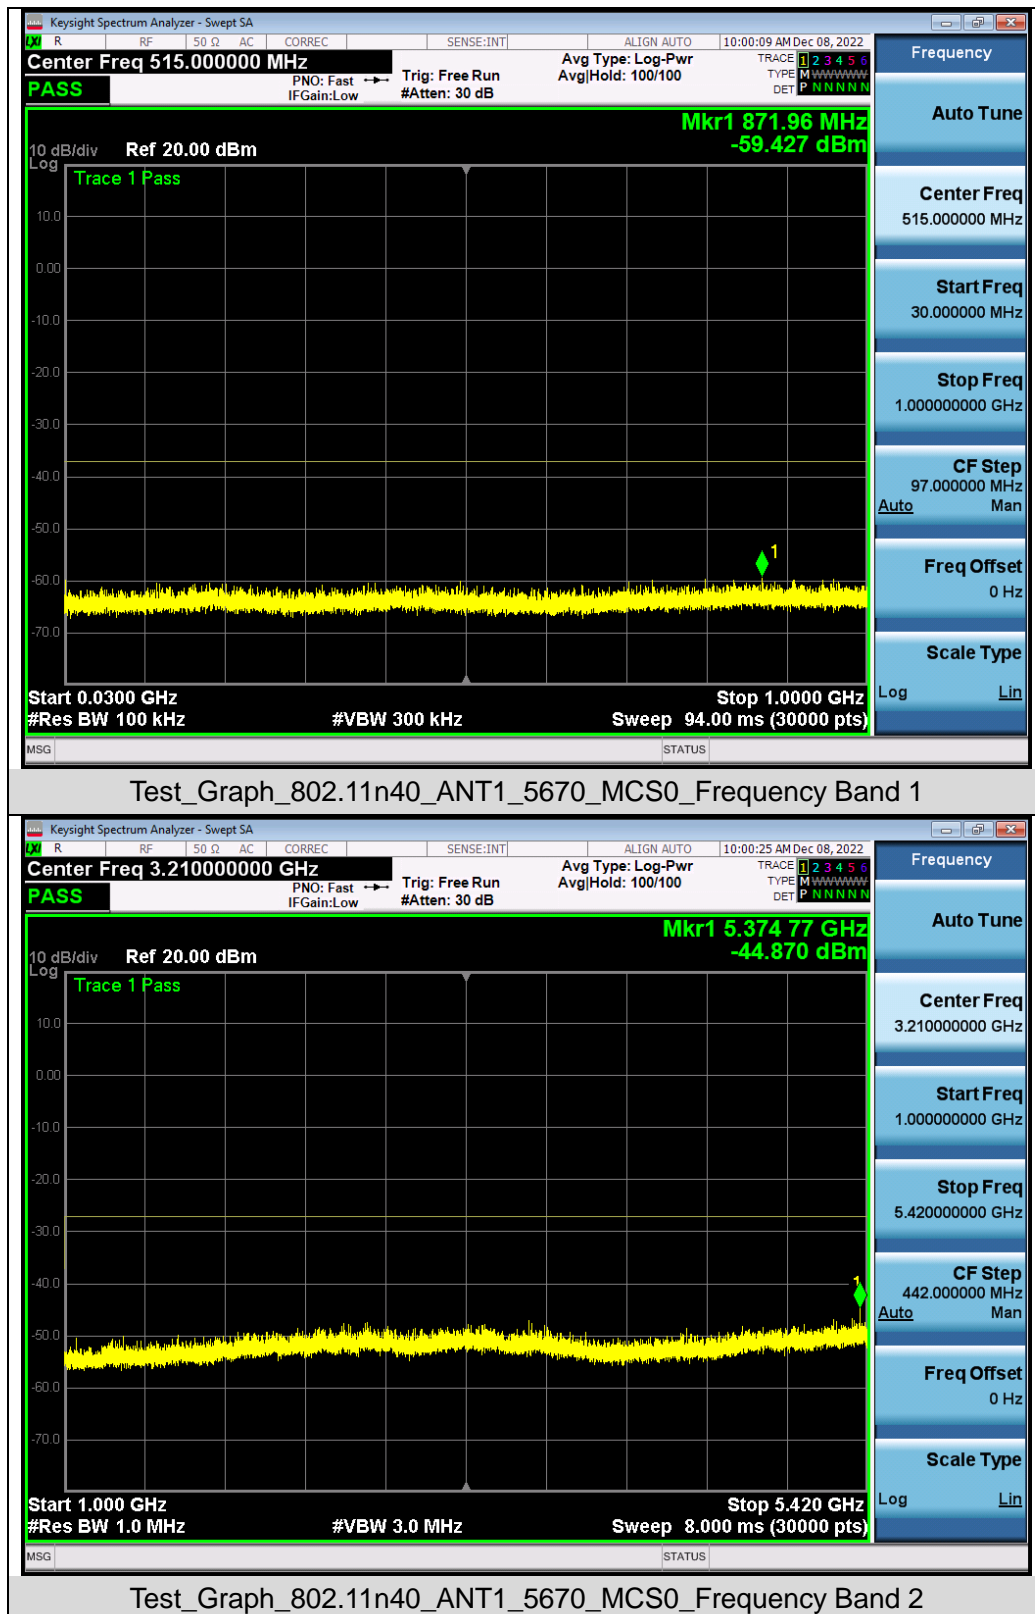 Keysight Spectrum Analyzer - Swept SA
LXI R RF 50 Ω AC CORREC SENSE:INT ALIGN AUTO 10:00:09 AM Dec 08, 2022
Center Freq 515.000000 MHz
PASS
PNO: Fast
IFGain:Low
Trig: Free Run
#Atten: 30 dB
Avg Type: Log-Pwr
Avg|Hold: 100/100
TRACE 1 2 3 4 5 6
TYPE M WWWWW
DET P N N N N N
Mkr1 871.96 MHz
-59.427 dBm
10 dB/div Ref 20.00 dBm
Log
Trace 1 Pass
10.0
0.00
-10.0
-20.0
-30.0
-40.0
-50.0
-60.0
-70.0
1
Start 0.0300 GHz Stop 1.0000 GHz
#Res BW 100 kHz #VBW 300 kHz Sweep 94.00 ms (30000 pts)
MSG STATUS
Frequency
Auto Tune
Center Freq
515.000000 MHz
Start Freq
30.000000 MHz
Stop Freq
1.000000000 GHz
CF Step
97.000000 MHz
Auto Man
Freq Offset
0 Hz
Scale Type
Log Lin
Test_Graph_802.11n40_ANT1_5670_MCS0_Frequency Band 1
Keysight Spectrum Analyzer - Swept SA
LXI R RF 50 Ω AC CORREC SENSE:INT ALIGN AUTO 10:00:25 AM Dec 08, 2022
Center Freq 3.210000000 GHz
PASS
PNO: Fast
IFGain:Low
Trig: Free Run
#Atten: 30 dB
Avg Type: Log-Pwr
Avg|Hold: 100/100
TRACE 1 2 3 4 5 6
TYPE M WWWWW
DET P N N N N N
Mkr1 5.374 77 GHz
-44.870 dBm
10 dB/div Ref 20.00 dBm
Log
Trace 1 Pass
10.0
0.00
-10.0
-20.0
-30.0
-40.0
-50.0
-60.0
-70.0
1
Start 1.000 GHz Stop 5.420 GHz
#Res BW 1.0 MHz #VBW 3.0 MHz Sweep 8.000 ms (30000 pts)
MSG STATUS
Frequency
Auto Tune
Center Freq
3.210000000 GHz
Start Freq
1.000000000 GHz
Stop Freq
5.420000000 GHz
CF Step
442.000000 MHz
Auto Man
Freq Offset
0 Hz
Scale Type
Log Lin
Test_Graph_802.11n40_ANT1_5670_MCS0_Frequency Band 2